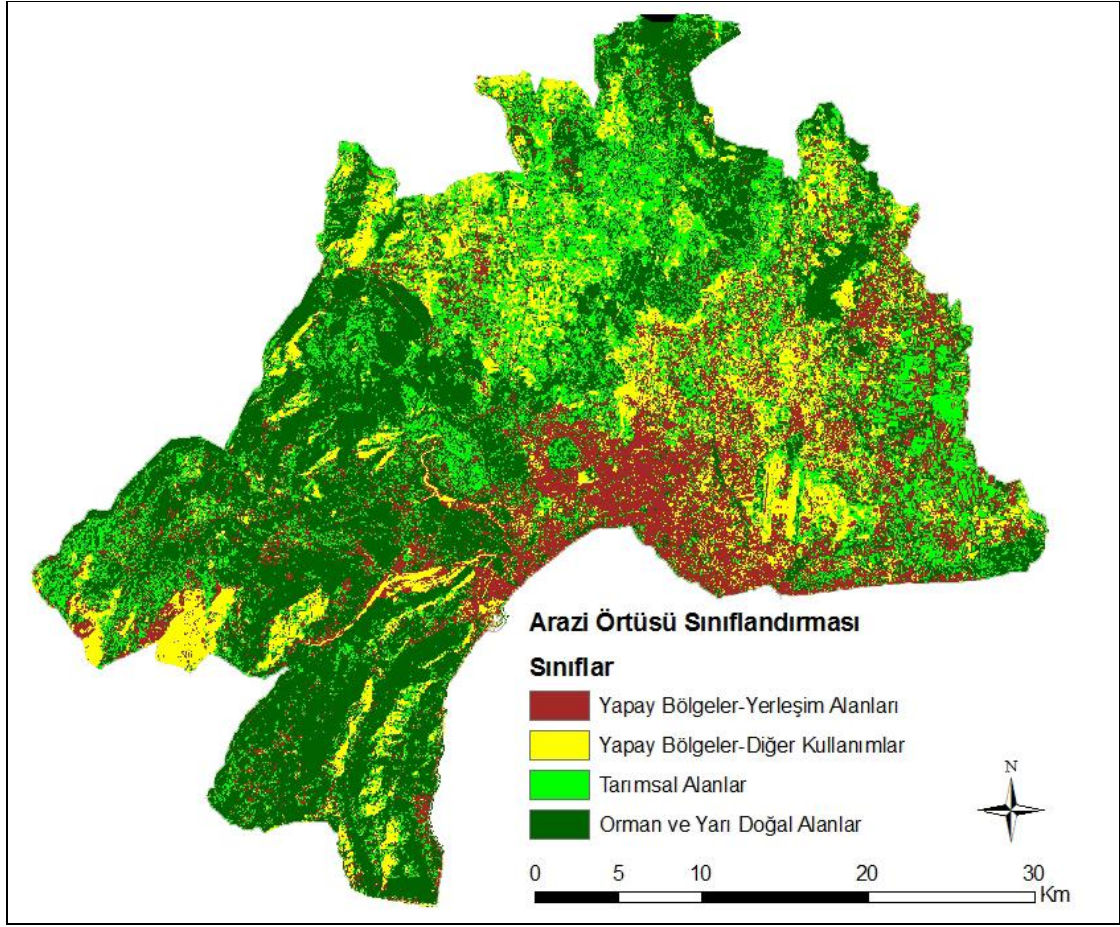 Arazi Örtüsü Sınıflandırması
Sınıflar
Yapay Bölgeler-Yerleşim Alanları
Yapay Bölgeler-Diğer Kullanımlar
Tarımsal Alanlar
Orman ve Yarı Doğal Alanlar
N
0 5 10 20 30
Km